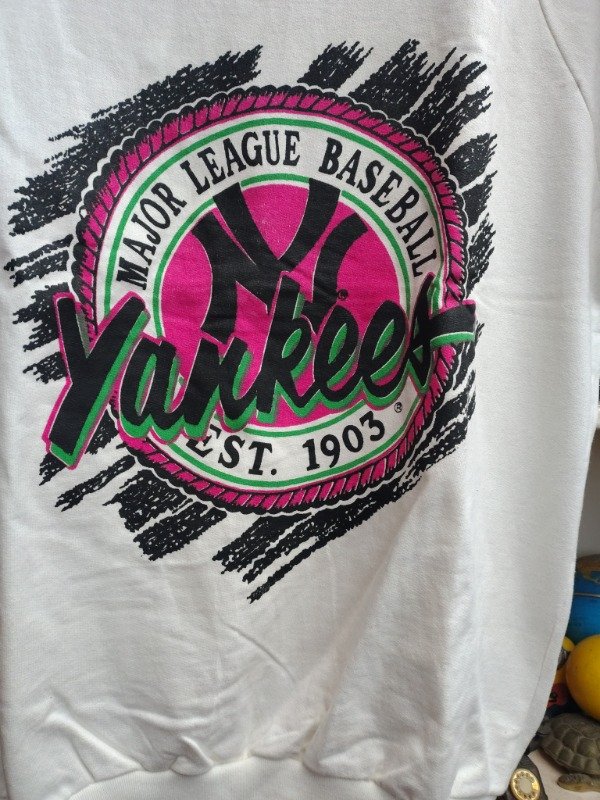 MAJOR LEAGUE BASEBALL
NY
Yankees
EST. 1903